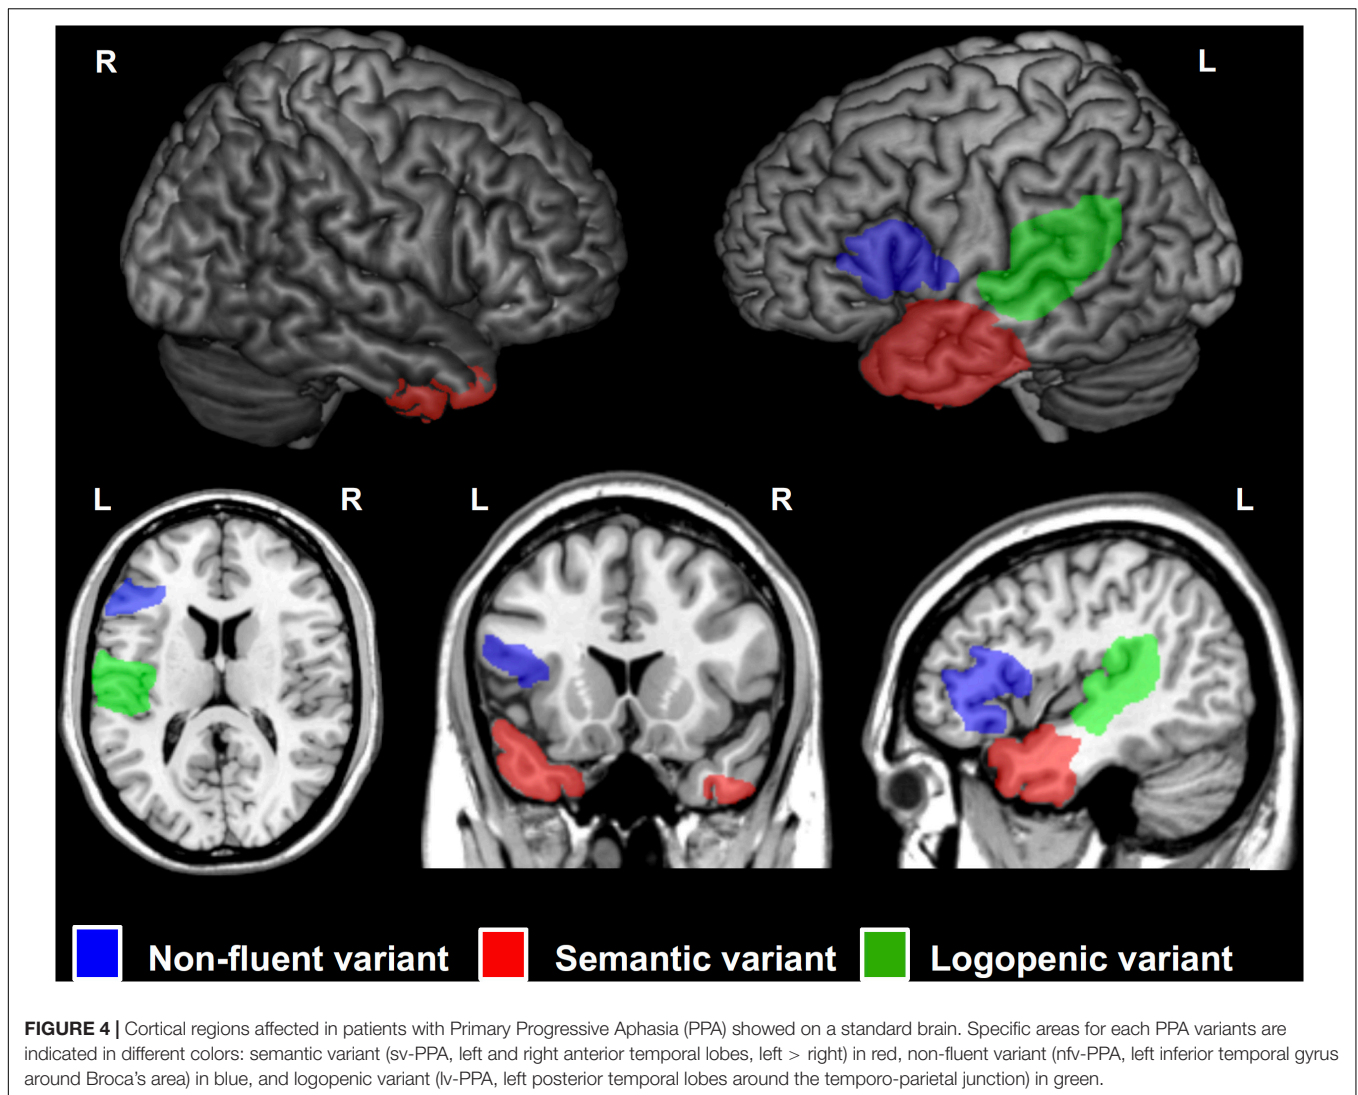 R
L
L
R
L
R
L
Non-fluent variant
Semantic variant
Logopenic variant
FIGURE 4 | Cortical regions affected in patients with Primary Progressive Aphasia (PPA) showed on a standard brain. Specific areas for each PPA variants are
indicated in different colors: semantic variant (sv-PPA, left and right anterior temporal lobes, left > right) in red, non-fluent variant (nfv-PPA, left inferior temporal gyrus
around Broca's area) in blue, and logopenic variant (lv-PPA, left posterior temporal lobes around the temporo-parietal junction) in green.